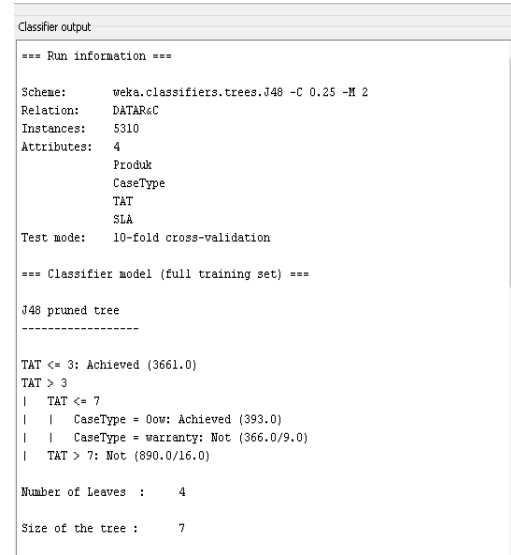 Classifier output
=== Run information ===
Scheme: weka.classifiers.trees.J48 -C 0.25 -M 2
Relation: DATAR&C
Instances: 5310
Attributes: 4
Produk
CaseType
TAT
SLA
Test mode: 10-fold cross-validation
=== Classifier model (full training set) ===
J48 pruned tree
------------------
TAT <= 3: Achieved (3661.0)
TAT > 3
|   TAT <= 7
|   |   CaseType = Oow: Achieved (393.0)
|   |   CaseType = warranty: Not (366.0/9.0)
|   TAT > 7: Not (890.0/16.0)
Number of Leaves : 4
Size of the tree : 7